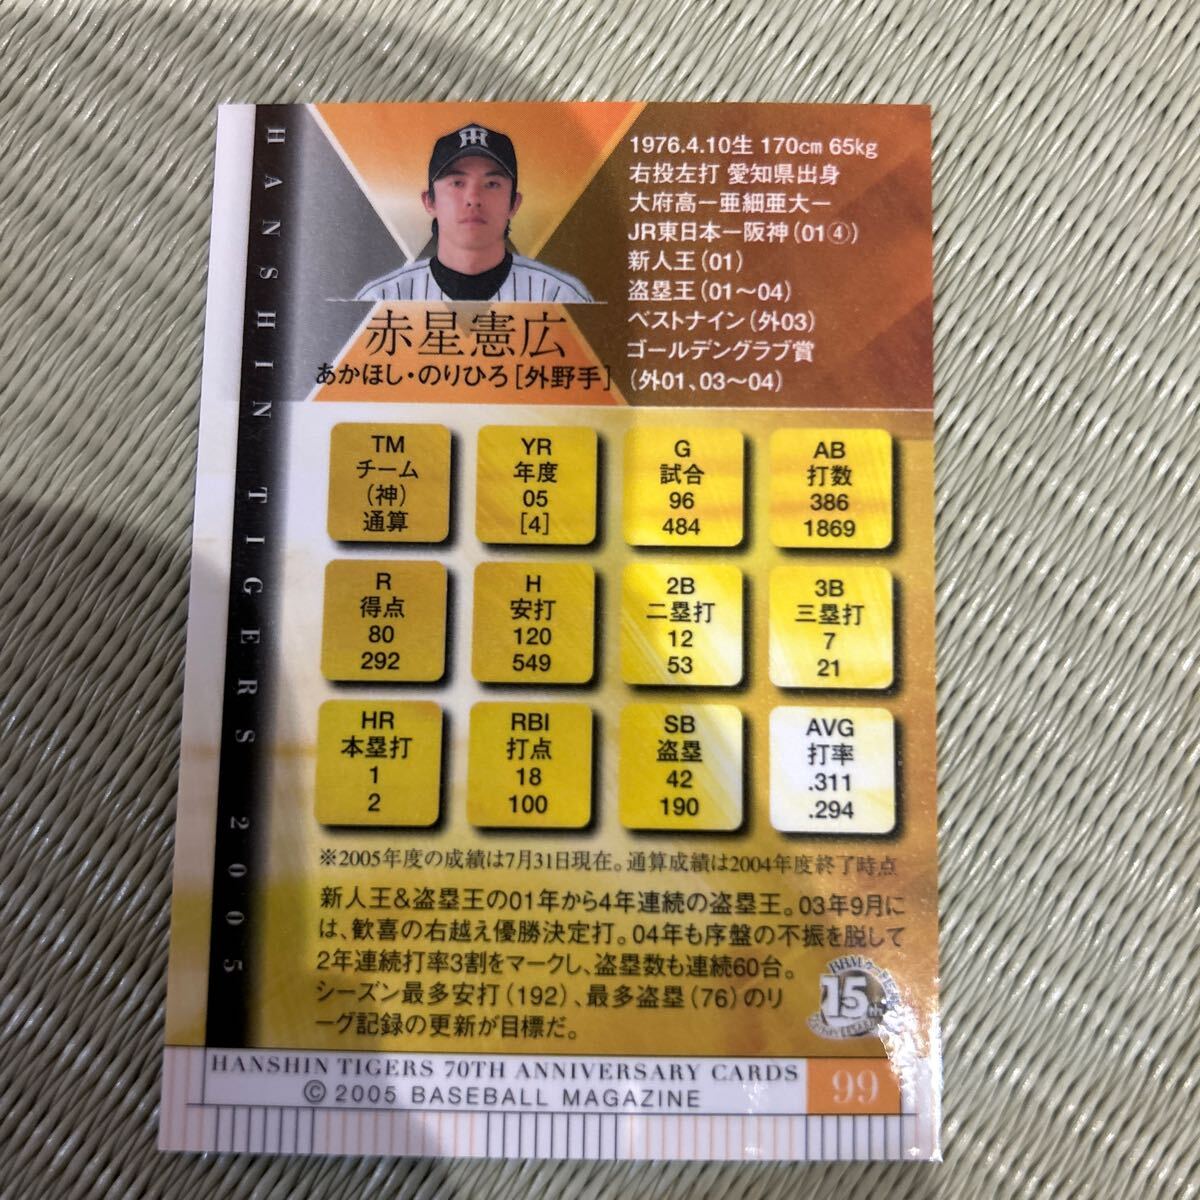 HANSHIN TIGERS 2005
1976.4.10生 170cm 65kg
右投左打 愛知県出身
大府高ー亜細亜大ー
JR東日本ー阪神(01④)
新人王(01)
盗塁王(01〜04)
ベストナイン(外03)
ゴールデングラブ賞
(外01、03〜04)
赤星憲広
あかほし・のりひろ[外野手]
TM
チーム
(神)
通算
YR
年度
05
[4]
G
試合
96
484
AB
打数
386
1869
R
得点
80
292
H
安打
120
549
2B
二塁打
12
53
3B
三塁打
7
21
HR
本塁打
1
2
RBI
打点
18
100
SB
盗塁
42
190
AVG
打率
.311
.294
※2005年度の成績は7月31日現在。通算成績は2004年度終了時点
新人王&盗塁王の01年から4年連続の盗塁王。03年9月に
は、歓喜の右越え優勝決定打。04年も序盤の不振を脱して
2年連続打率3割をマークし、盗塁数も連続60台。
シーズン最多安打(192)、最多盗塁(76)のリ
ーグ記録の更新が目標だ。
BBM
15th
HANSHIN TIGERS 70TH ANNIVERSARY CARDS
© 2005 BASEBALL MAGAZINE
99